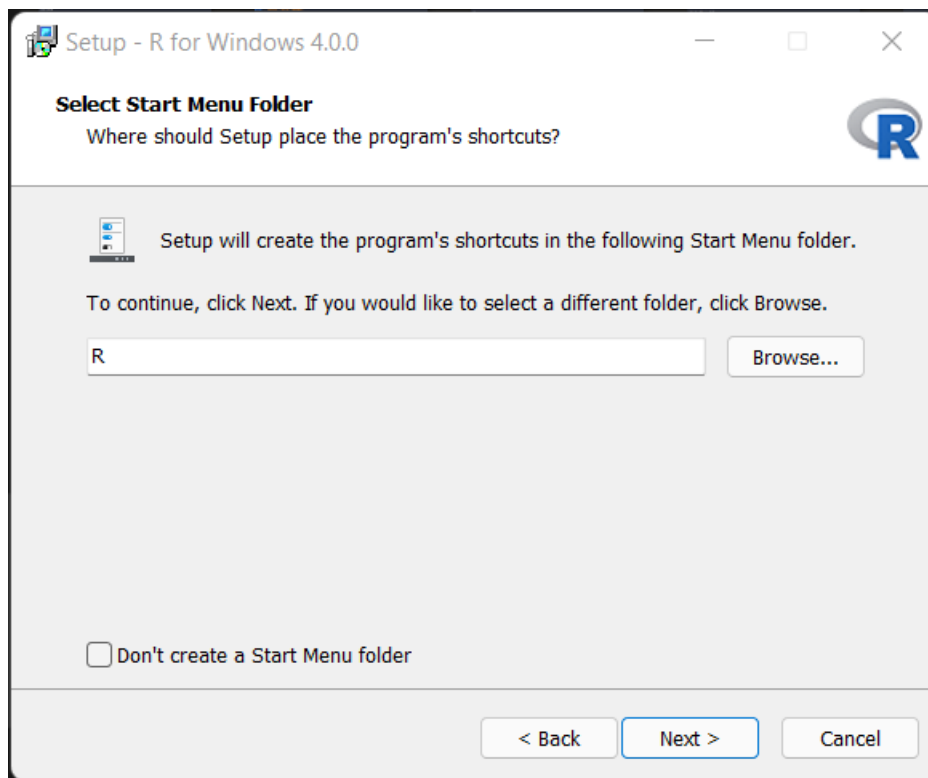 Setup - R for Windows 4.0.0
Select Start Menu Folder
Where should Setup place the program's shortcuts?
R
Setup will create the program's shortcuts in the following Start Menu folder.
To continue, click Next. If you would like to select a different folder, click Browse.
R
Browse...
Don't create a Start Menu folder
< Back
Next >
Cancel